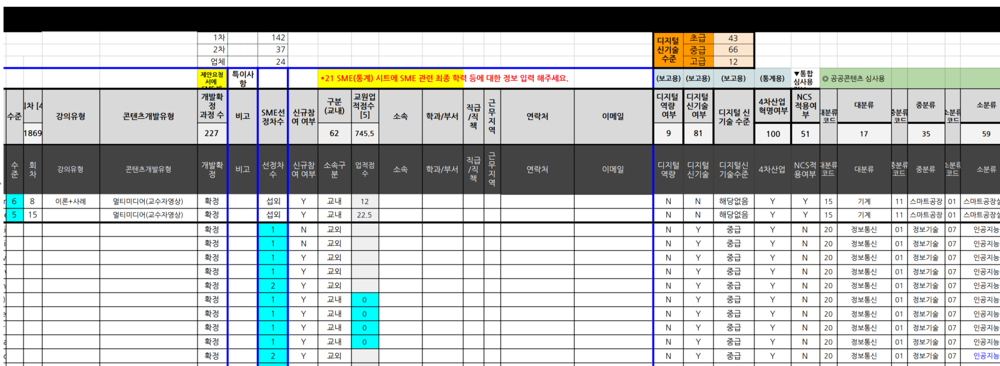 1차 142 디지털 신기술 수준 초급 43
2차 37 중급 66
업체 24 고급 12
제안요청서에 특이사항 *21 SME(통계) 시트에 SME 관련 최종 학력 등에 대한 정보 입력 해주세요. (보고용) (보고용) (보고용) (통계용) ▼통합 심사용 ◎ 공공콘텐츠 심사용
수준 강의유형 콘텐츠개발유형 개발확정 과정 수 비고 SME선정차수 신규참여 여부 구분(교내) 교원업적점수[5] 소속 학과/부서 직급/직책 근무지역 연락처 이메일 디지털 역량 여부 디지털 신기술 여부 디지털 신기술 수준 4차산업혁명여부 NCS 적용여부 대분류 코드 대분류 중분류 코드 중분류 소분류 코드 소분류
1869 227 62 745.5 9 81 100 51 17 35 59
수준 회차 강의유형 콘텐츠개발유형 개발확정 비고 선정차수 신규참여 여부 소속구분 업적점수 소속 학과/부서 직급/직책 근무지역 연락처 이메일 디지털 역량 디지털 신기술 디지털신기술수준 4차산업 NCS적용여부 대분류 코드 대분류 중분류 코드 중분류 소분류 코드 소분류
6 8 이론+사례 멀티미디어(교수자영상) 확정 섭외 Y 교내 12 N N 해당없음 Y Y 15 기계 11 스마트공장 01 스마트공장
5 15 멀티미디어(교수자영상) 확정 섭외 Y 교내 22.5 N N 해당없음 Y Y 15 기계 11 스마트공장 01 스마트공장
확정 1 N 교외 N Y 중급 Y N 20 정보통신 01 정보기술 07 인공지능
확정 1 N 교외 N Y 중급 Y N 20 정보통신 01 정보기술 07 인공지능
확정 1 Y 교외 N Y 중급 Y N 20 정보통신 01 정보기술 07 인공지능
확정 1 Y 교외 N Y 중급 Y N 20 정보통신 01 정보기술 07 인공지능
확정 2 Y 교외 N Y 중급 Y N 20 정보통신 01 정보기술 07 인공지능
확정 1 Y 교내 0 N Y 중급 Y N 20 정보통신 01 정보기술 07 인공지능
확정 1 Y 교내 0 N Y 중급 Y N 20 정보통신 01 정보기술 07 인공지능
확정 1 Y 교내 0 N Y 중급 Y N 20 정보통신 01 정보기술 07 인공지능
확정 1 Y 교내 0 N Y 중급 Y N 20 정보통신 01 정보기술 07 인공지능
확정 2 Y 교외 N Y 중급 Y N 20 정보통신 01 정보기술 07 인공지능